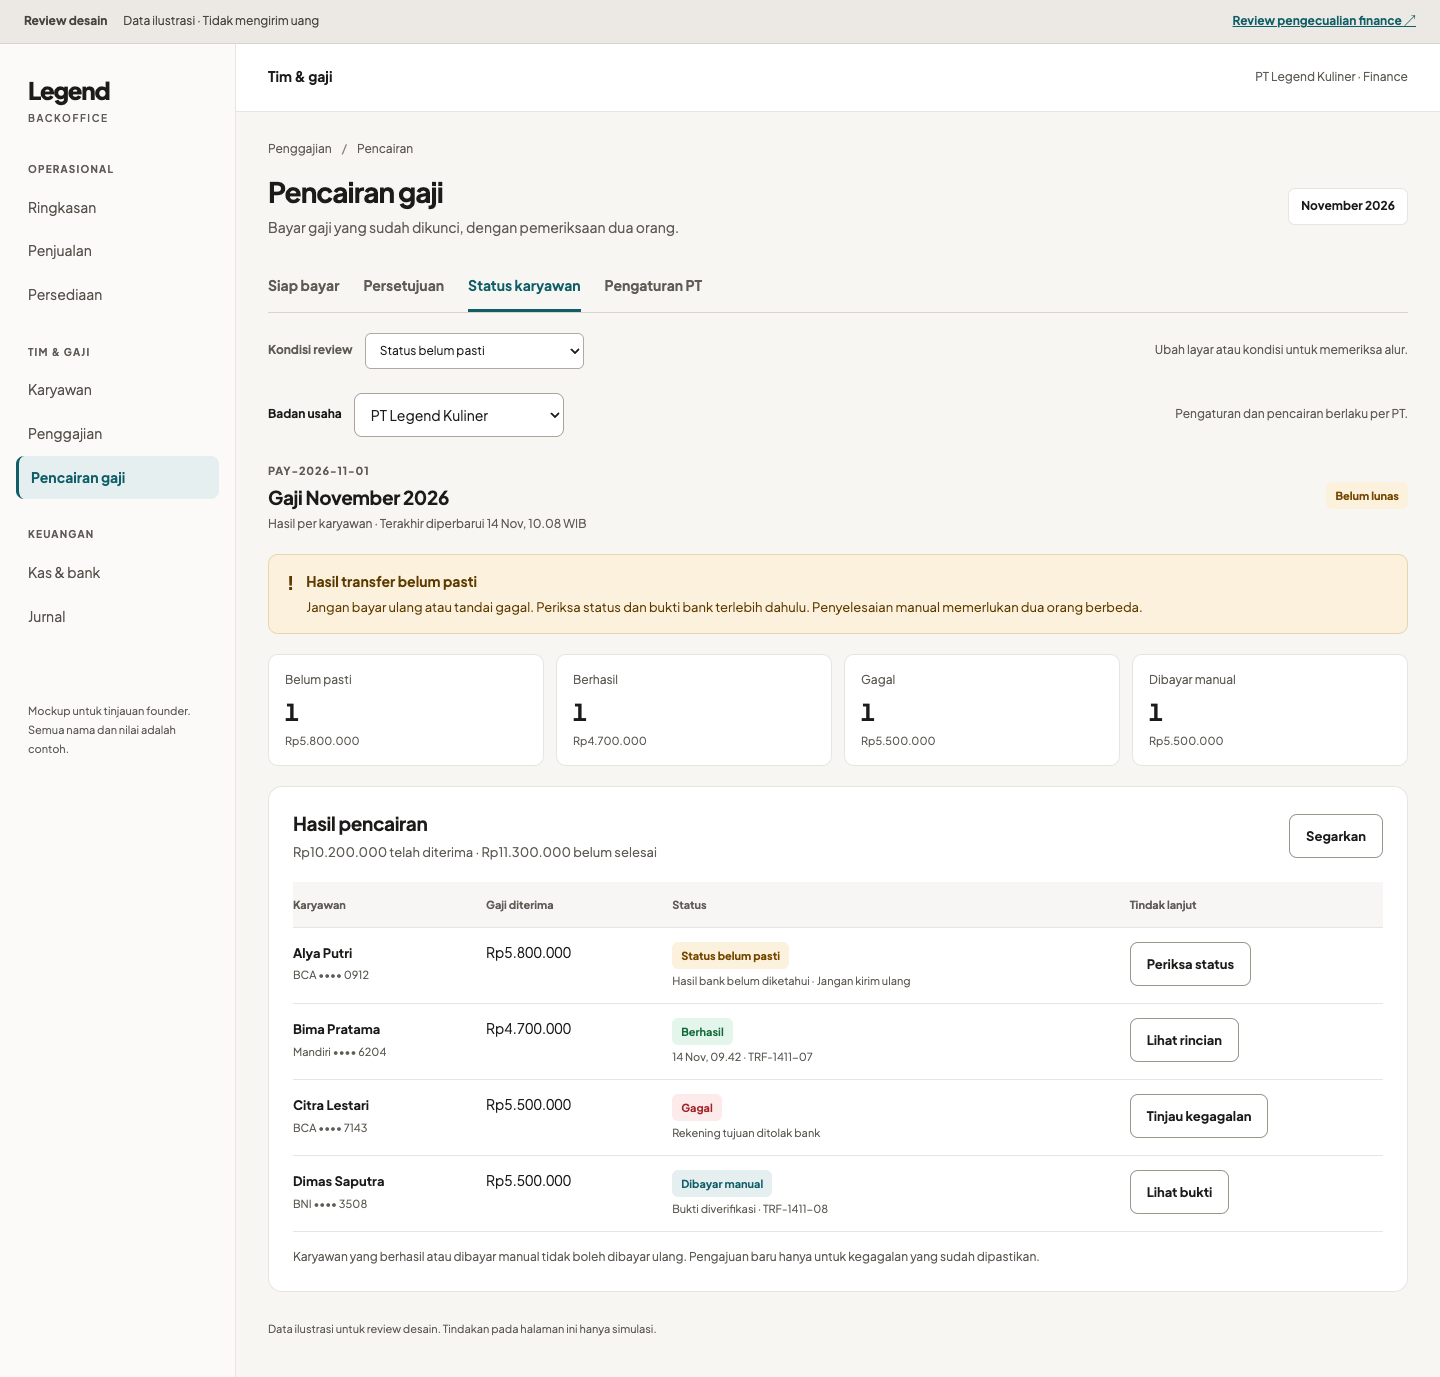 Review desain Data ilustrasi · Tidak mengirim uang Review pengecualian finance ↗
Legend
BACKOFFICE
OPERASIONAL
Ringkasan
Penjualan
Persediaan
TIM & GAJI
Karyawan
Penggajian
Pencairan gaji
KEUANGAN
Kas & bank
Jurnal
Mockup untuk tinjauan founder.
Semua nama dan nilai adalah
contoh.
Tim & gaji PT Legend Kuliner · Finance
Penggajian / Pencairan
Pencairan gaji
Bayar gaji yang sudah dikunci, dengan pemeriksaan dua orang.
November 2026
Siap bayar Persetujuan Status karyawan Pengaturan PT
Kondisi review Status belum pasti Ubah layar atau kondisi untuk memeriksa alur.
Badan usaha PT Legend Kuliner Pengaturan dan pencairan berlaku per PT.
PAY-2026-11-01
Gaji November 2026
Hasil per karyawan · Terakhir diperbarui 14 Nov, 10.08 WIB
Belum lunas
! Hasil transfer belum pasti
Jangan bayar ulang atau tandai gagal. Periksa status dan bukti bank terlebih dahulu. Penyelesaian manual memerlukan dua orang berbeda.
Belum pasti
1
Rp5.800.000
Berhasil
1
Rp4.700.000
Gagal
1
Rp5.500.000
Dibayar manual
1
Rp5.500.000
Hasil pencairan
Rp10.200.000 telah diterima · Rp11.300.000 belum selesai
Segarkan
Karyawan Gaji diterima Status Tindak lanjut
Alya Putri Rp5.800.000 Status belum pasti Periksa status
BCA •••• 0912 Hasil bank belum diketahui · Jangan kirim ulang
Bima Pratama Rp4.700.000 Berhasil Lihat rincian
Mandiri •••• 6204 14 Nov, 09.42 · TRF-1411-07
Citra Lestari Rp5.500.000 Gagal Tinjau kegagalan
BCA •••• 7143 Rekening tujuan ditolak bank
Dimas Saputra Rp5.500.000 Dibayar manual Lihat bukti
BNI •••• 3508 Bukti diverifikasi · TRF-1411-08
Karyawan yang berhasil atau dibayar manual tidak boleh dibayar ulang. Pengajuan baru hanya untuk kegagalan yang sudah dipastikan.
Data ilustrasi untuk review desain. Tindakan pada halaman ini hanya simulasi.